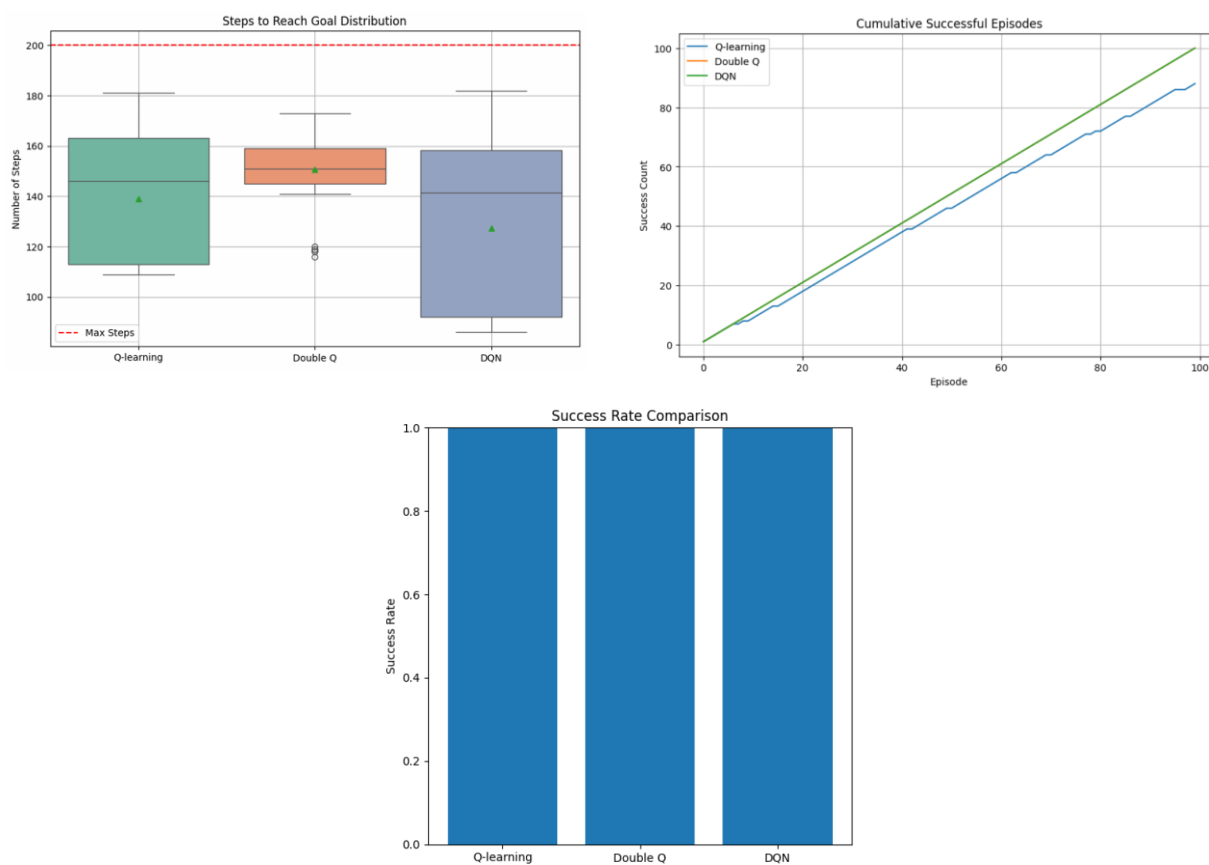 Steps to Reach Goal Distribution
Number of Steps
200
180
160
140
120
100
Max Steps
Q-learning
Double Q
DQN
Cumulative Successful Episodes
Success Count
100
80
60
40
20
0
Q-learning
Double Q
DQN
0
20
40
60
80
100
Episode
Success Rate Comparison
Success Rate
1.0
0.8
0.6
0.4
0.2
0.0
Q-learning
Double Q
DQN